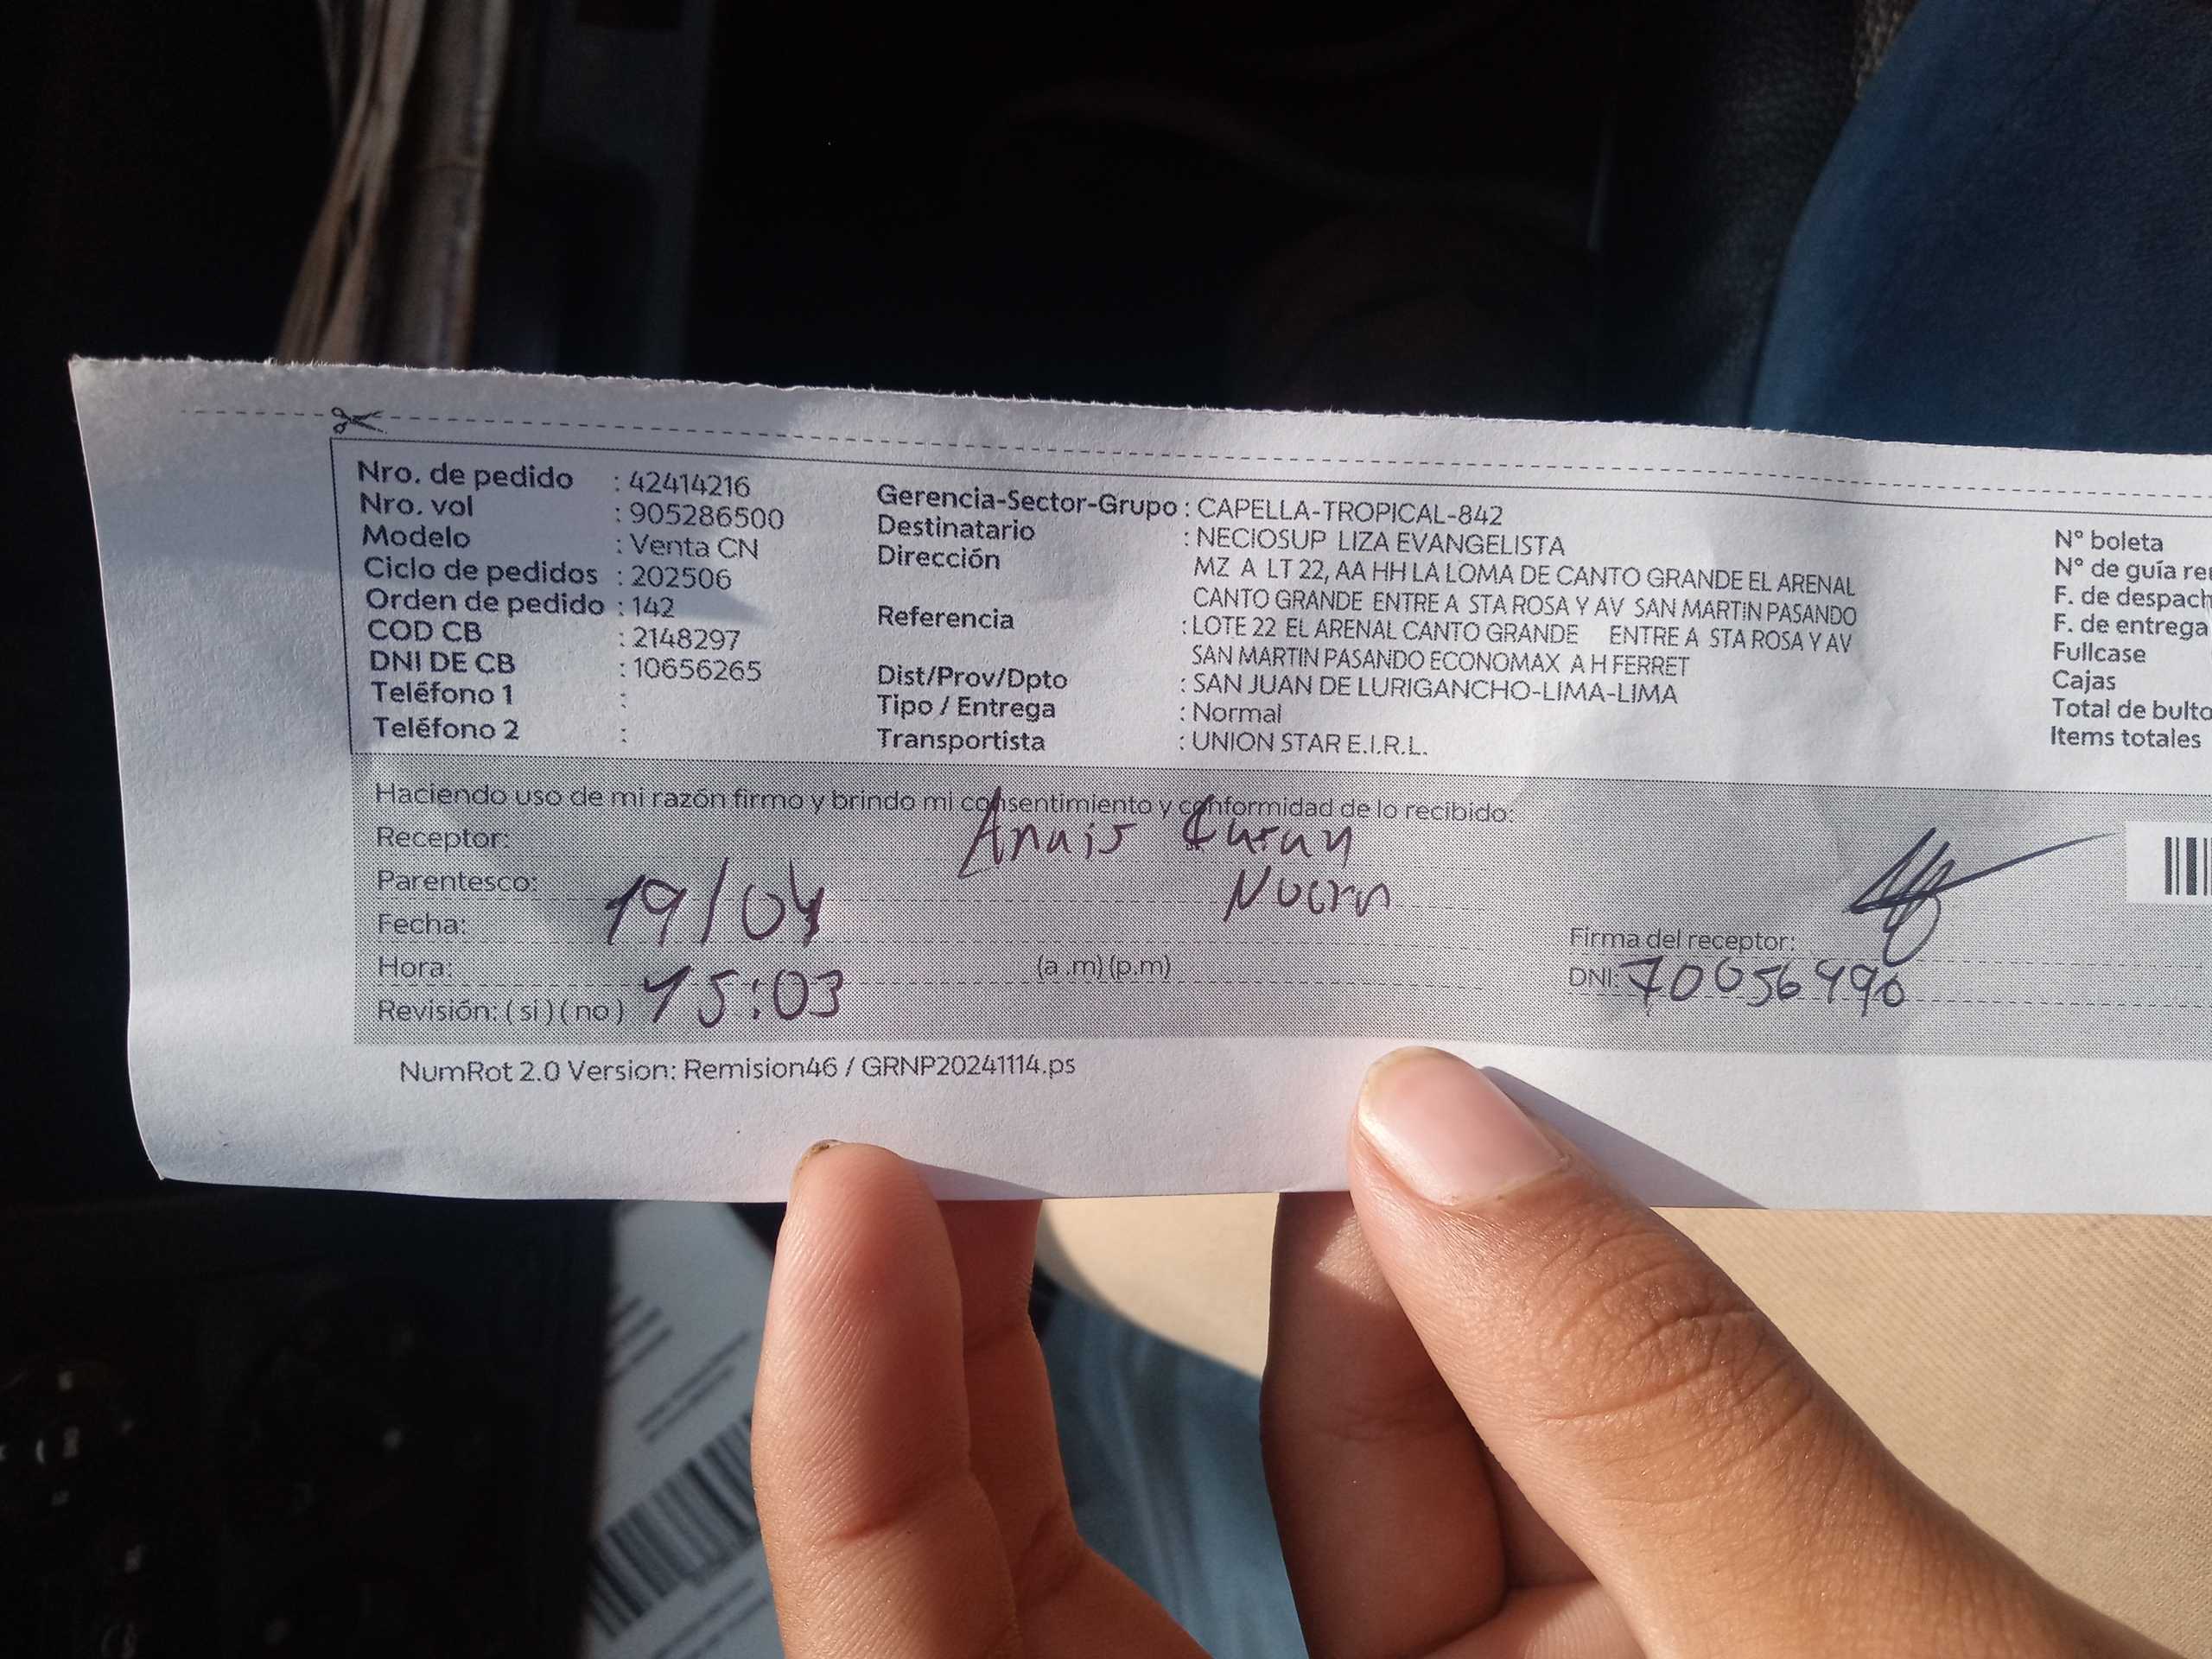 Nro. de pedido : 42414216
Nro. vol : 905286500
Modelo : Venta CN
Ciclo de pedidos : 202506
Orden de pedido : 142
COD CB : 2148297
DNI DE CB : 10656265
Teléfono 1 :
Teléfono 2 :
Gerencia-Sector-Grupo : CAPELLA-TROPICAL-842
Destinatario : NECIOSUP LIZA EVANGELISTA
Dirección MZ A LT 22, AA HH LA LOMA DE CANTO GRANDE EL ARENAL
CANTO GRANDE ENTRE A STA ROSA Y AV SAN MARTIN PASANDO
Referencia : LOTE 22 EL ARENAL CANTO GRANDE ENTRE A STA ROSA Y AV
SAN MARTIN PASANDO ECONOMAX A H FERRET
Dist/Prov/Dpto : SAN JUAN DE LURIGANCHO-LIMA-LIMA
Tipo / Entrega : Normal
Transportista : UNION STAR E.I.R.L.
N° boleta
N° de guía
F. de despach
F. de entrega
Fullcase
Cajas
Total de bulto
Items totales
Haciendo uso de mi razón firmo y brindo mi consentimiento y conformidad de lo recibido:
Receptor: Anais
Parentesco:
Fecha: 19/04
Hora: 15:03 (a.m)(p.m)
Revisión: (si)(no)
Firma del receptor:
DNI: 70056490
NumRot 2.0 Version: Remision46 / GRNP20241114.ps